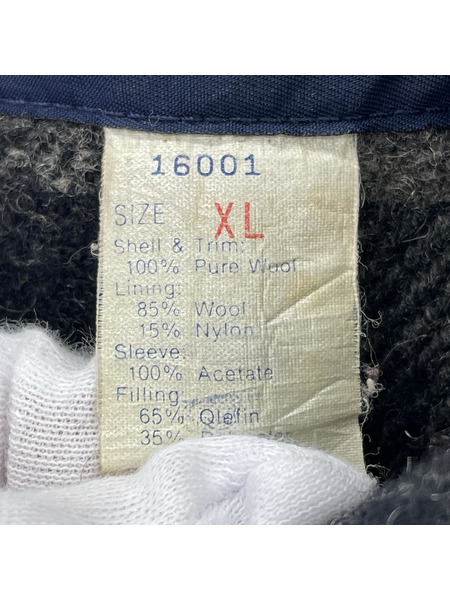 16001
SIZE XL
Shell & Trim:
100% Pure Wool
Lining:
85% Wool
15% Nylon
Sleeve:
100% Acetate
Filling:
65% Olefin
35%